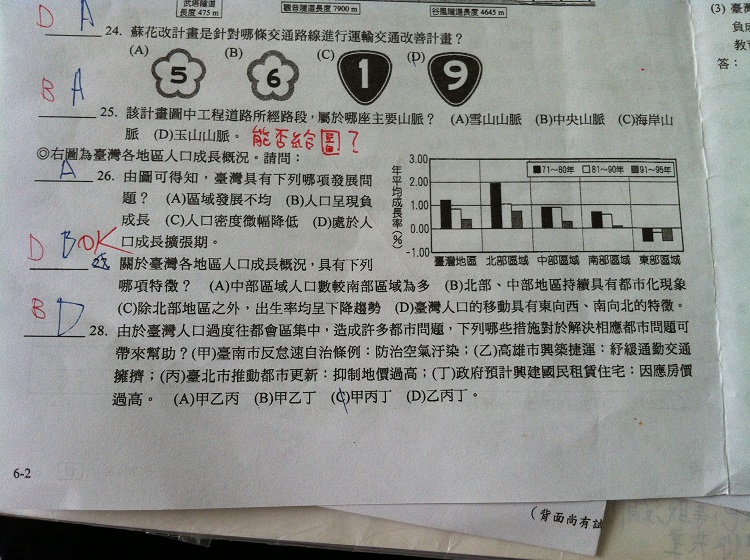 武塔隧道
長度 475 m
觀音隧道長度 7900 m
谷風隧道長度 4645 m
D A 24. 蘇花改計畫是針對哪條交通路線進行運輸交通改善計畫？
(A) 5 (B) 6 (C) 1 (D) 9
B A 25. 該計畫圖中工程道路所經路段，屬於哪座主要山脈？ (A)雪山山脈 (B)中央山脈 (C)海岸山
脈 (D)玉山山脈。 能否給圖？
◎右圖為臺灣各地區人口成長概況。請問：
A 26. 由圖可得知，臺灣具有下列哪項發展問
題？ (A)區域發展不均 (B)人口呈現負
成長 (C)人口密度微幅降低 (D)處於人
口成長擴張期。
D B OK
關於臺灣各地區人口成長概況，具有下列
哪項特徵？ (A)中部區域人口數較南部區域為多 (B)北部、中部地區持續具有都市化現象
(C)除北部地區之外，出生率均呈下降趨勢 (D)臺灣人口的移動具有東向西、南向北的特徵。
年平均成長率(%)
3.00
2.00
1.00
0.00
-1.00
71～80年 81～90年 91～95年
臺灣地區 北部區域 中部區域 南部區域 東部區域
B D 28. 由於臺灣人口過度往都會區集中，造成許多都市問題，下列哪些措施對於解決相應都市問題可
帶來幫助？(甲)臺南市反怠速自治條例：防治空氣汙染；(乙)高雄市興築捷運：紓緩通勤交通
擁擠；(丙)臺北市推動都市更新：抑制地價過高；(丁)政府預計興建國民租賃住宅：因應房價
過高。 (A)甲乙丙 (B)甲乙丁 (C)甲丙丁 (D)乙丙丁。
6-2
(背面尚有試
(3) 臺灣
負成
教育
答：